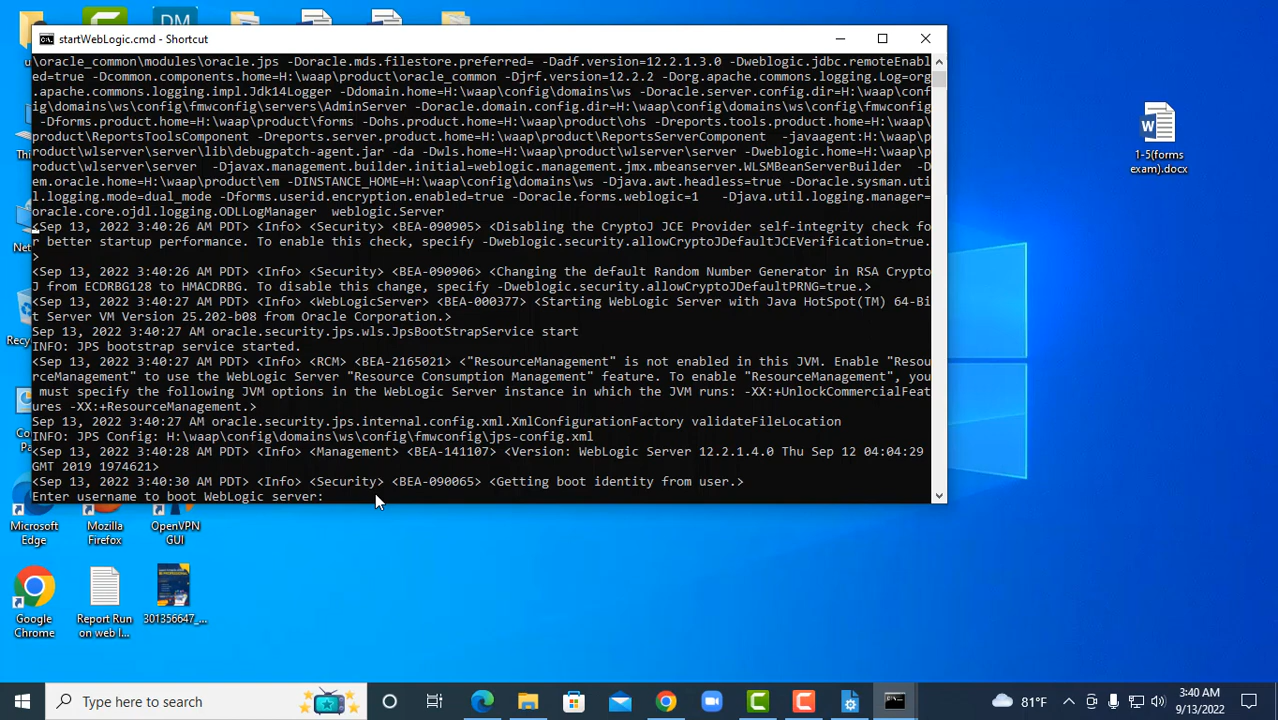 DM
startWebLogic.cmd - Shortcut
\oracle_common\modules\oracle.jps -Doracle.mds.filestore.preferred= -Dadf.version=12.2.1.3.0 -Dweblogic.jdbc.remoteEnabl
ed=true -Dcommon.components.home=H:\waap\product\oracle_common -Djrf.version=12.2.2 -Dorg.apache.commons.logging.Log=org
.apache.commons.logging.impl.Jdk14Logger -Ddomain.home=H:\waap\config\domains\ws -Doracle.server.config.dir=H:\waap\conf
ig\domains\ws\config\fmwconfig\servers\AdminServer -Doracle.domain.config.dir=H:\waap\config\domains\ws\config\fmwconfig
-Dforms.product.home=H:\waap\product\forms -Dohs.product.home=H:\waap\product\ohs -Dreports.tools.product.home=H:\waap\
product\ReportsToolsComponent -Dreports.server.product.home=H:\waap\product\ReportsServerComponent  -javaagent:H:\waap\
product\wlserver\server\lib\debugpatch-agent.jar -da -Dwls.home=H:\waap\product\wlserver\server -Dweblogic.home=H:\waap\
product\wlserver\server  -Djavax.management.builder.initial=weblogic.management.jmx.mbeanserver.WLSMBeanServerBuilder -D
em.oracle.home=H:\waap\product\em -DINSTANCE_HOME=H:\waap\config\domains\ws -Djava.awt.headless=true -Doracle.sysman.uti
l.logging.mode=dual_mode -Dforms.userid.encryption.enabled=true -Doracle.forms.weblogic=1  -Djava.util.logging.manager=
oracle.core.ojdl.logging.ODLLogManager  weblogic.Server
<Sep 13, 2022 3:40:26 AM PDT> <Info> <Security> <BEA-090905> <Disabling the CryptoJ JCE Provider self-integrity check fo
r better startup performance. To enable this check, specify -Dweblogic.security.allowCryptoJDefaultJCEVerification=true.
>
<Sep 13, 2022 3:40:26 AM PDT> <Info> <Security> <BEA-090906> <Changing the default Random Number Generator in RSA Crypto
J from ECDRBG128 to HMACDRBG. To disable this change, specify -Dweblogic.security.allowCryptoJDefaultPRNG=true.>
<Sep 13, 2022 3:40:27 AM PDT> <Info> <WebLogicServer> <BEA-000377> <Starting WebLogic Server with Java HotSpot(TM) 64-Bi
t Server VM Version 25.202-b08 from Oracle Corporation.>
Sep 13, 2022 3:40:27 AM oracle.security.jps.wls.JpsBootStrapService start
INFO: JPS bootstrap service started.
<Sep 13, 2022 3:40:27 AM PDT> <Info> <RCM> <BEA-2165021> <"ResourceManagement" is not enabled in this JVM. Enable "Resou
rceManagement" to use the WebLogic Server "Resource Consumption Management" feature. To enable "ResourceManagement", you
must specify the following JVM options in the WebLogic Server instance in which the JVM runs: -XX:+UnlockCommercialFeat
ures -XX:+ResourceManagement.>
Sep 13, 2022 3:40:27 AM oracle.security.jps.internal.config.xml.XmlConfigurationFactory validateFileLocation
INFO: JPS Config: H:\waap\config\domains\ws\config\fmwconfig\jps-config.xml
<Sep 13, 2022 3:40:28 AM PDT> <Info> <Management> <BEA-141107> <Version: WebLogic Server 12.2.1.4.0 Thu Sep 12 04:04:29
GMT 2019 1974621>
<Sep 13, 2022 3:40:30 AM PDT> <Info> <Security> <BEA-090065> <Getting boot identity from user.>
Enter username to boot WebLogic server:
1-5(forms
exam).docx
Microsoft
Edge
Mozilla
Firefox
OpenVPN
GUI
Google
Chrome
Report Run
on web l...
301356647_...
Type here to search
81°F
3:40 AM
9/13/2022